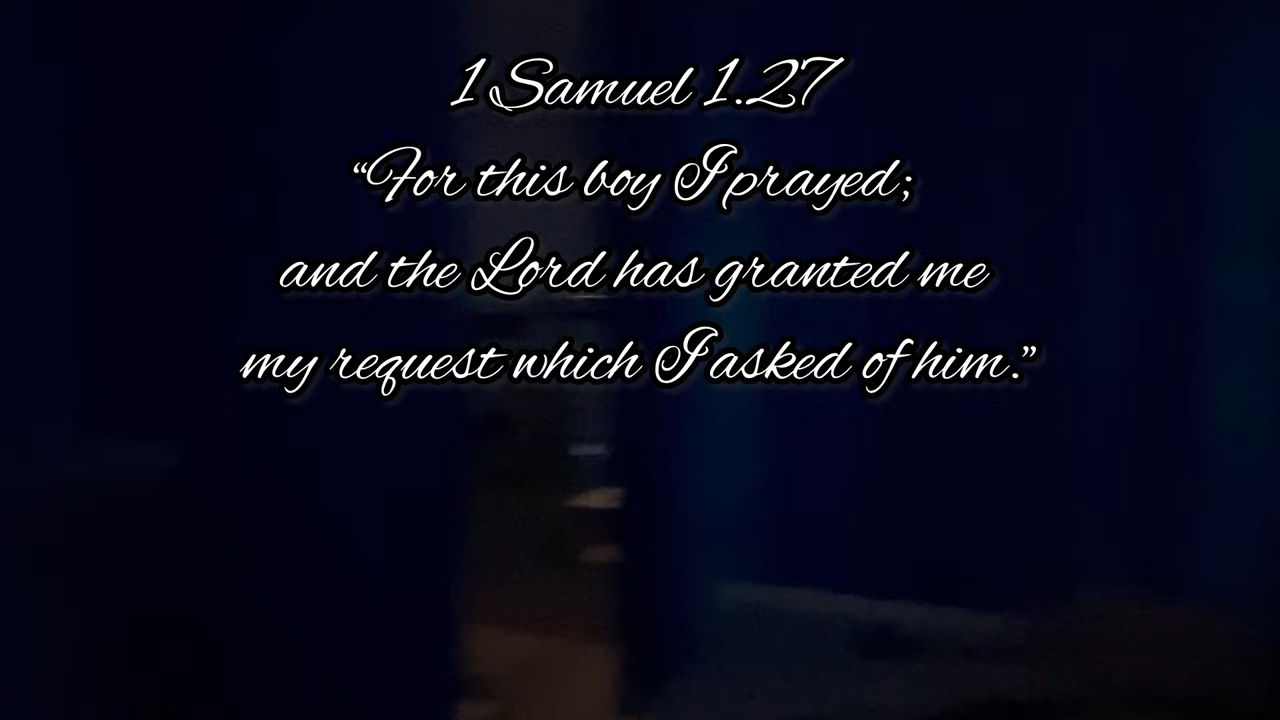 1 Samuel 1.27
“For this boy I prayed;
and the Lord has granted me
my request which I asked of him.”